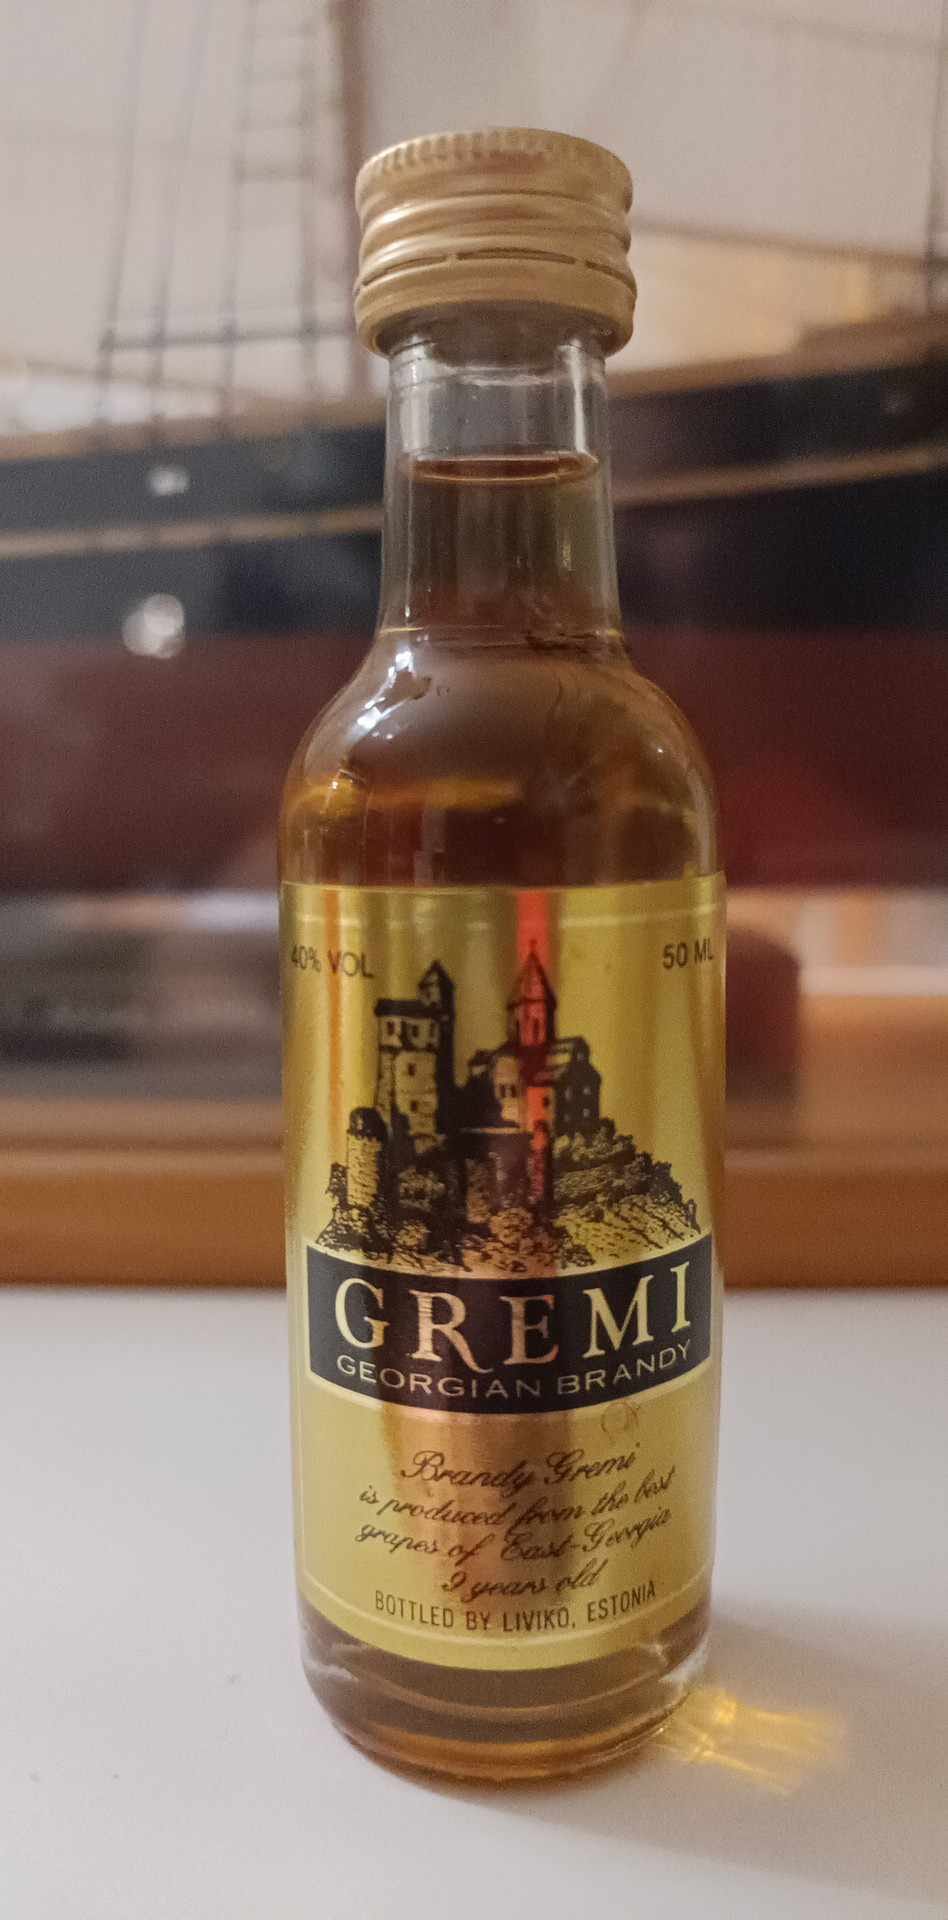 40% VOL
50 ML
GREMI
GEORGIAN BRANDY
Brandy Gremi
is produced from the best
grapes of East-Georgia
9 years old
BOTTLED BY LIVIKO, ESTONIA